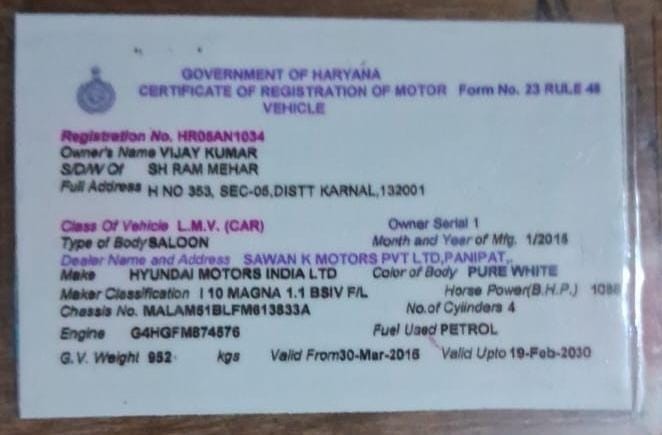 GOVERNMENT OF HARYANA
CERTIFICATE OF REGISTRATION OF MOTOR Form No. 23 RULE 48
VEHICLE
Registration No. HR05AN1034
Owner's Name VIJAY KUMAR
S/D/W Of SH RAM MEHAR
Full Address H NO 353, SEC-06,DISTT KARNAL,132001
Class Of Vehicle L.M.V. (CAR) Owner Serial 1
Type of Body SALOON Month and Year of Mfg. 1/2015
Dealer Name and Address SAWAN K MOTORS PVT LTD,PANIPAT,.
Make HYUNDAI MOTORS INDIA LTD Color of Body PURE WHITE
Maker Classification I 10 MAGNA 1.1 BSIV F/L Horse Power(B.H.P.)
Chassis No. MALAM51BLFM613833A No.of Cylinders 4
Engine G4HGFM874576 Fuel Used PETROL
G.V. Weight 952 kgs Valid From 30-Mar-2015 Valid Upto 19-Feb-2030